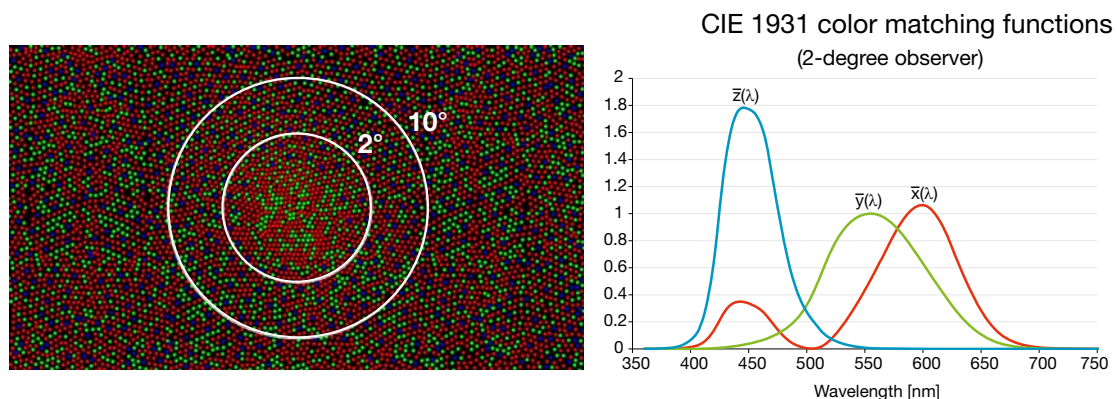 10°
2°
CIE 1931 color matching functions
(2-degree observer)
2
1.8
1.6
1.4
1.2
1
0.8
0.6
0.4
0.2
0
z̅(λ)
y̅(λ)
x̅(λ)
350 400 450 500 550 600 650 700 750
Wavelength [nm]